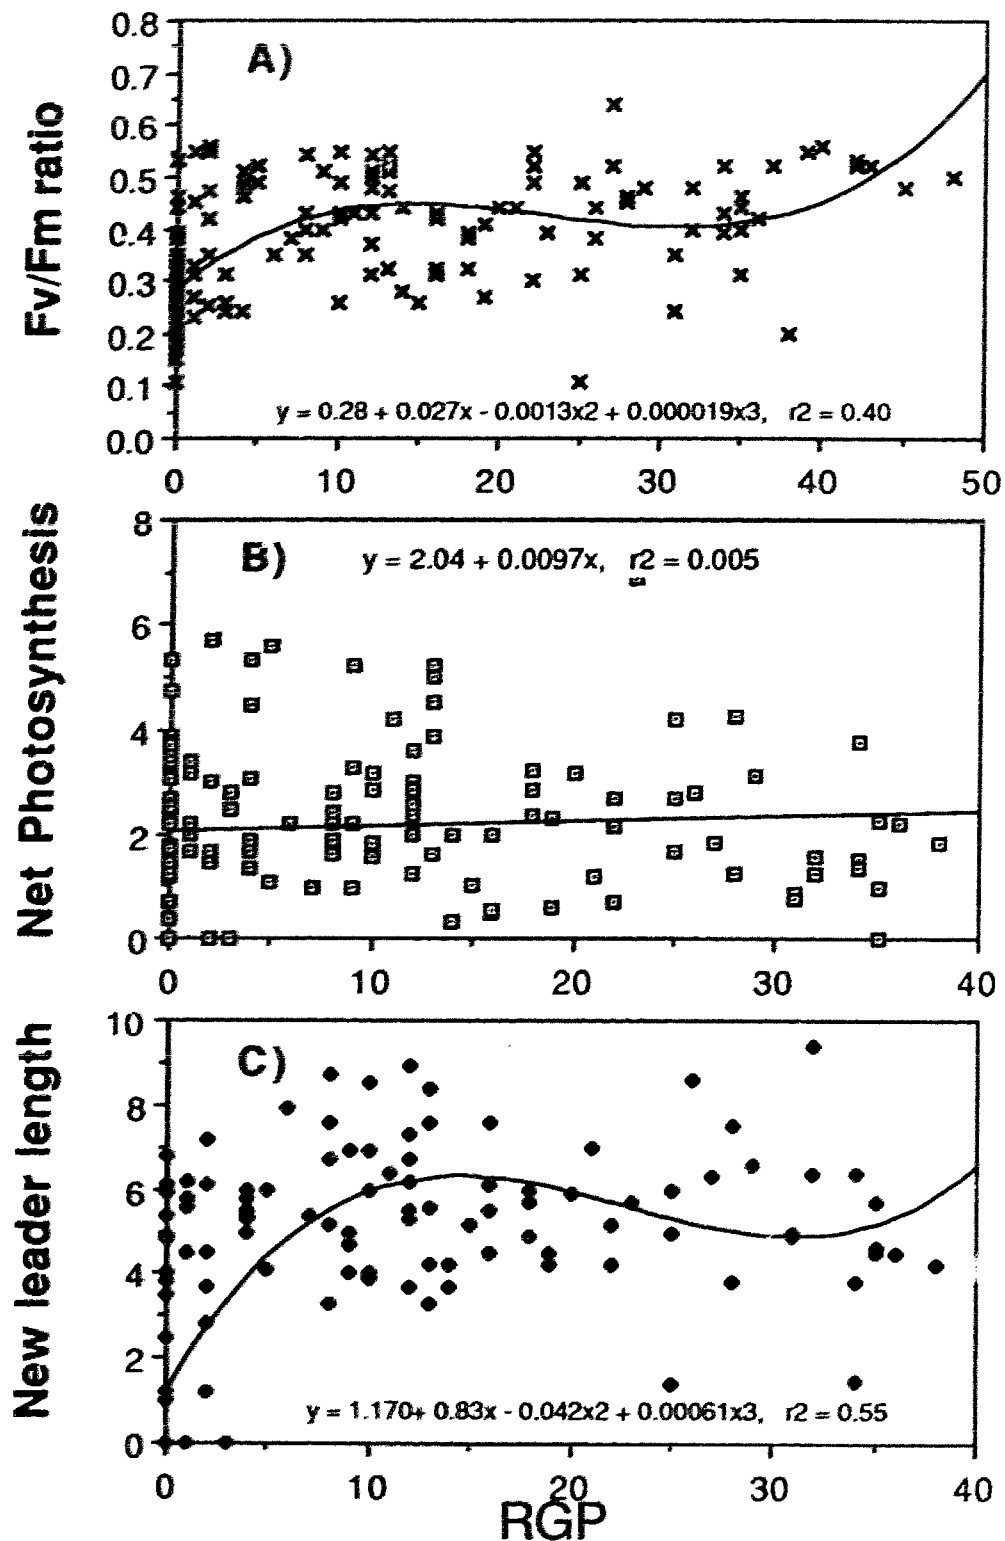 A)
Fv/Fm ratio
0.8
0.7
0.6
0.5
0.4
0.3
0.2
0.1
0.0
y = 0.28 + 0.027x - 0.0013x2 + 0.000019x3, r2 = 0.40
0 10 20 30 40 50
B)
y = 2.04 + 0.0097x, r2 = 0.005
Net Photosynthesis
8
6
4
2
0
0 10 20 30 40
C)
New leader length
10
8
6
4
2
0
y = 1.170+ 0.83x - 0.042x2 + 0.00061x3, r2 = 0.55
0 10 20 30 40
RGP